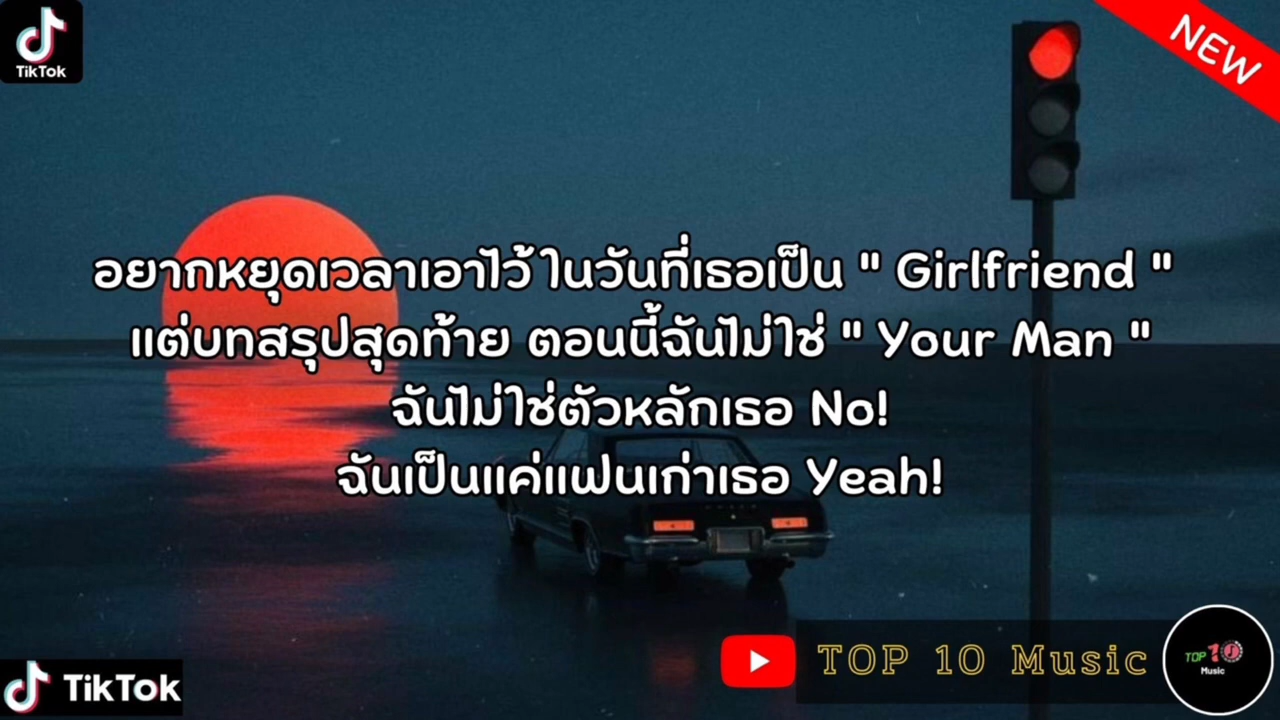 TikTok
NEW
อยากหยุดเวลาเอาไว้ ในวันที่เธอเป็น " Girlfriend "
แต่บทสรุปสุดท้าย ตอนนี้ฉันไม่ใช่ " Your Man "
ฉันไม่ใช่ตัวหลักเธอ No!
ฉันเป็นแค่แฟนเก่าเธอ Yeah!
TikTok
TOP 10 Music
TOP 10
Music